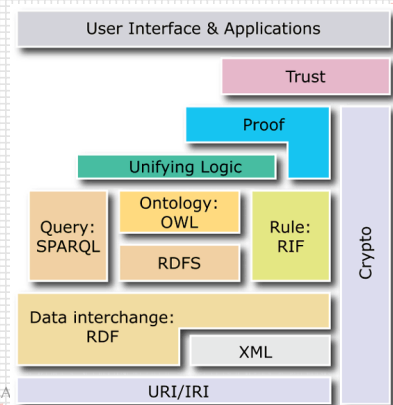 User Interface & Applications
Trust
Proof
Unifying Logic
Query:
SPARQL
Ontology:
OWL
Rule:
RIF
RDFS
Crypto
Data interchange:
RDF
XML
A
URI/IRI